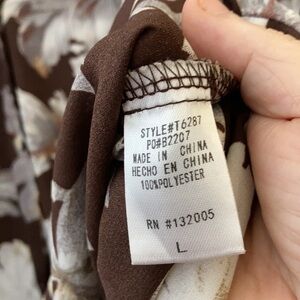 STYLE#T6287
PO#B2207
MADE IN CHINA
HECHO EN CHINA
100%POLYESTER
RN #132005
L